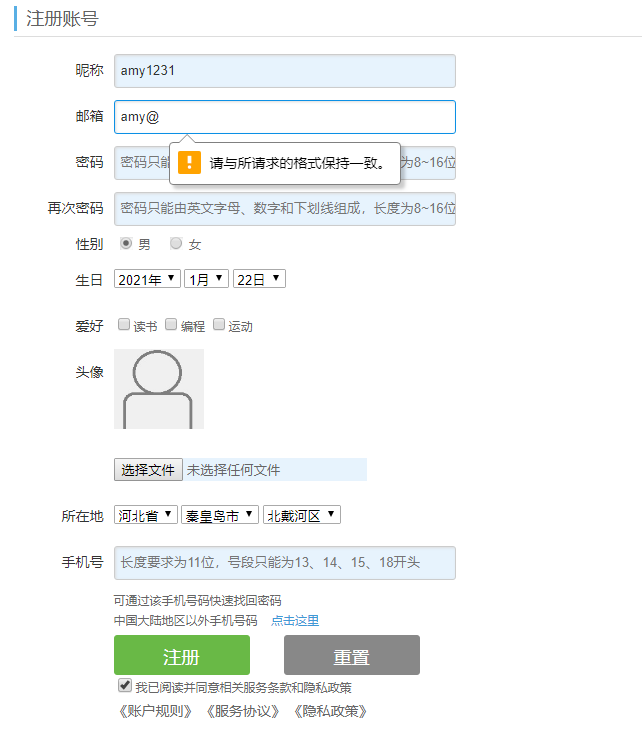 注册账号
昵称 amy1231
邮箱 amy@
请与所请求的格式保持一致。
密码 密码只能 为8~16位
再次密码 密码只能由英文字母、数字和下划线组成，长度为8~16位
性别 男 女
生日 2021年 1月 22日
爱好 读书 编程 运动
头像
选择文件 未选择任何文件
所在地 河北省 秦皇岛市 北戴河区
手机号 长度要求为11位，号段只能为13、14、15、18开头
可通过该手机号码快速找回密码
中国大陆地区以外手机号码 点击这里
注册 重置
我已阅读并同意相关服务条款和隐私政策
《账户规则》 《服务协议》 《隐私政策》